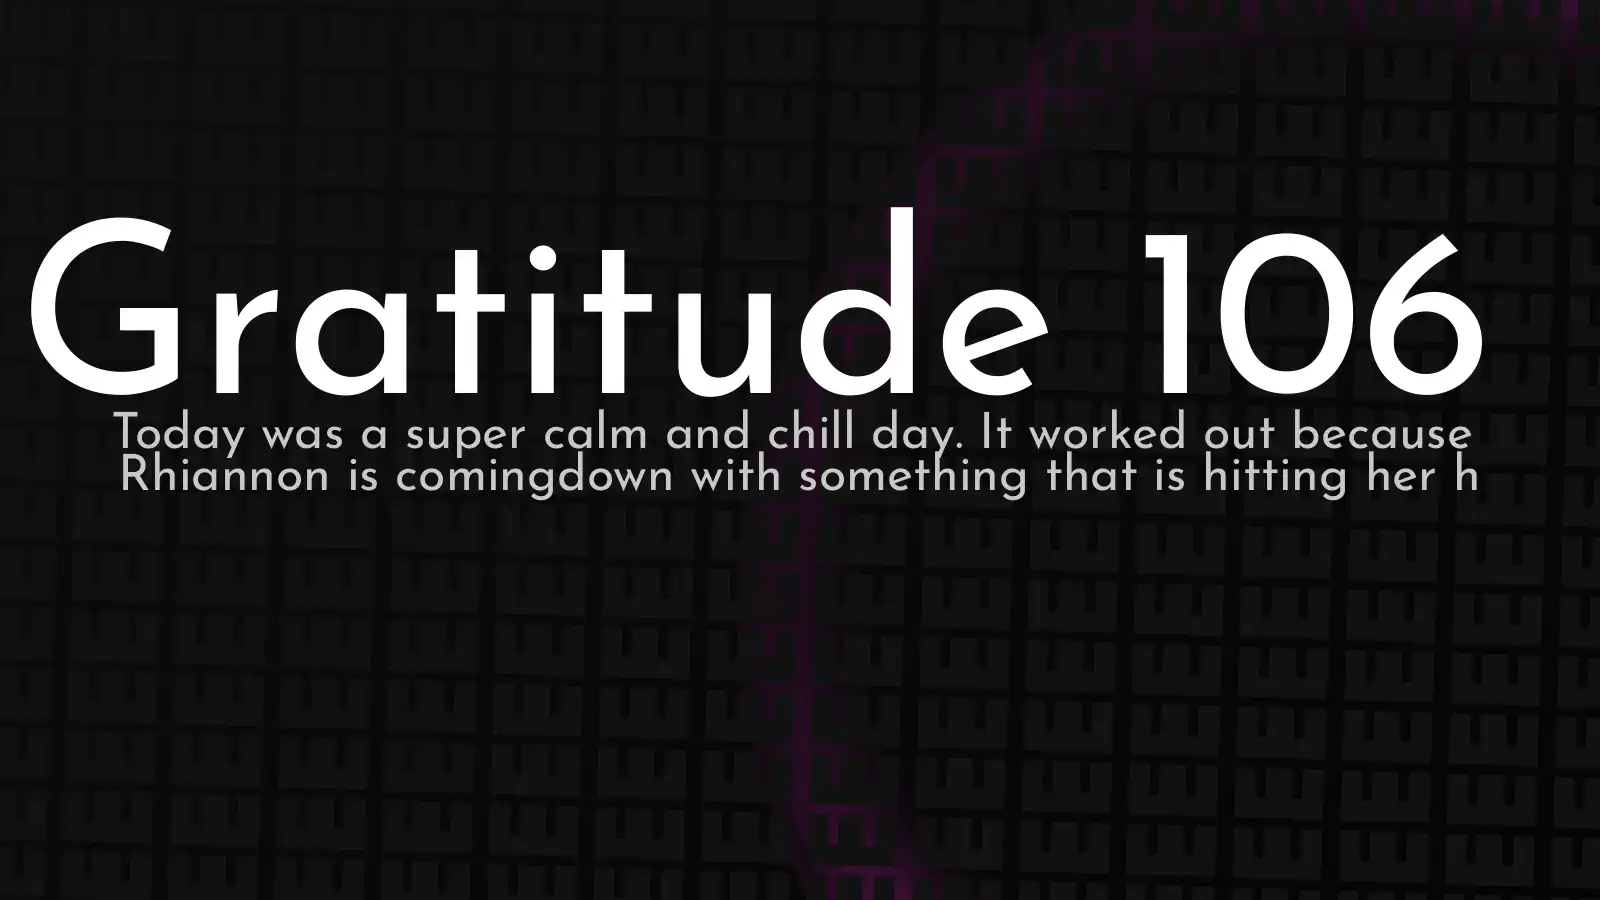 Gratitude 106
Today was a super calm and chill day. It worked out because
Rhiannon is comingdown with something that is hitting her h